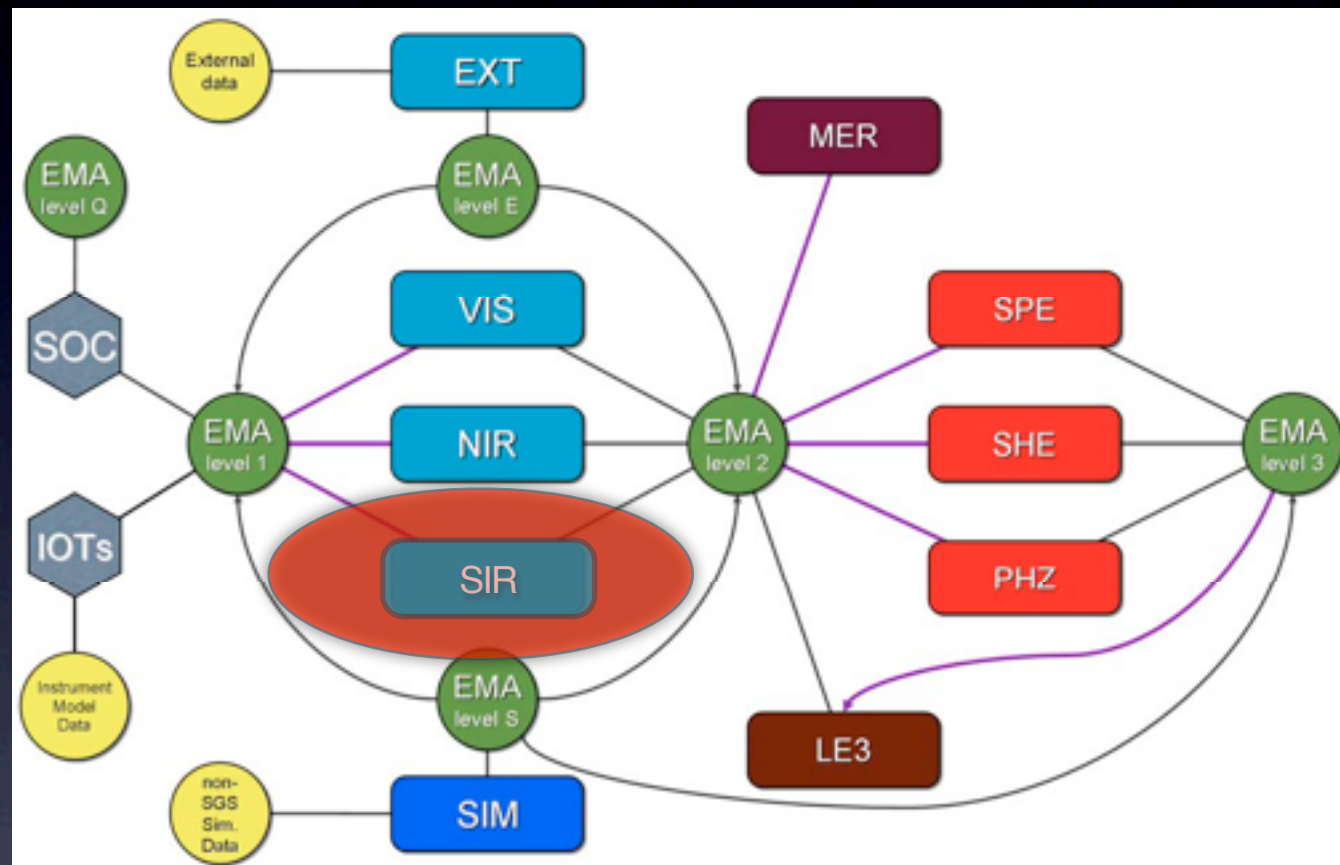 External
data
EXT
MER
EMA
level Q
EMA
level E
VIS
SPE
SOC
EMA
level 1
NIR
EMA
level 2
SHE
EMA
level 3
IOTs
SIR
PHZ
Instrument
Model
Data
EMA
level S
LE3
non-
SGS
Sim.
Data
SIM